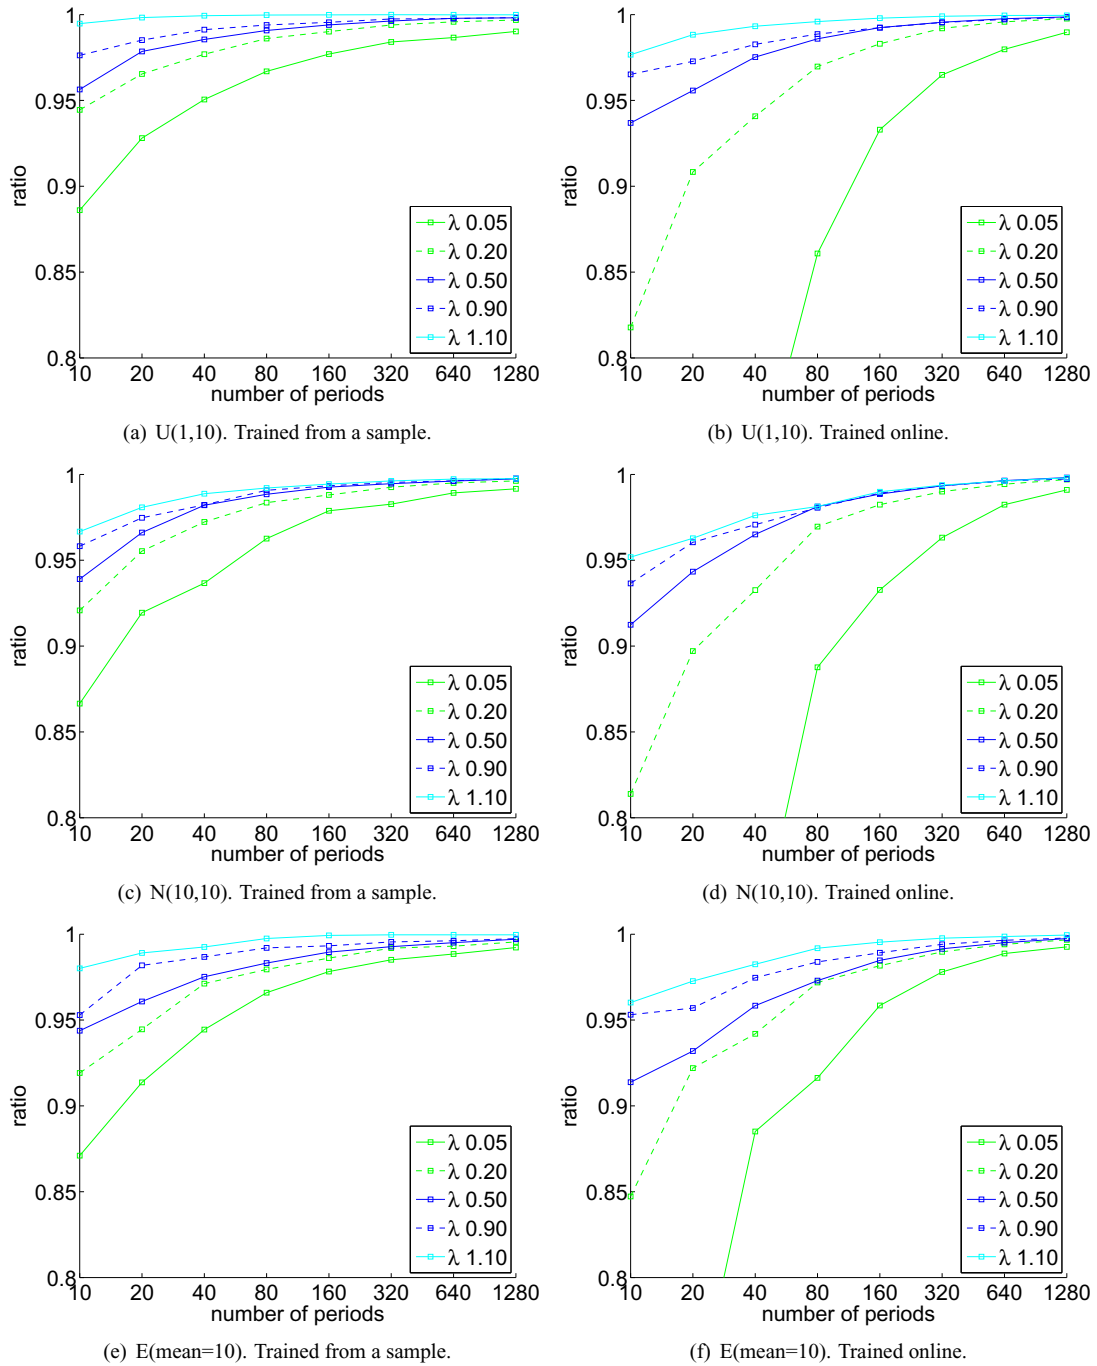 1
0.95
0.9
0.85
0.8
ratio
10 20 40 80 160 320 640 1280
number of periods
λ 0.05
λ 0.20
λ 0.50
λ 0.90
λ 1.10
(a) U(1,10). Trained from a sample.
1
0.95
0.9
0.85
0.8
ratio
10 20 40 80 160 320 640 1280
number of periods
λ 0.05
λ 0.20
λ 0.50
λ 0.90
λ 1.10
(b) U(1,10). Trained online.
1
0.95
0.9
0.85
0.8
ratio
10 20 40 80 160 320 640 1280
number of periods
λ 0.05
λ 0.20
λ 0.50
λ 0.90
λ 1.10
(c) N(10,10). Trained from a sample.
1
0.95
0.9
0.85
0.8
ratio
10 20 40 80 160 320 640 1280
number of periods
λ 0.05
λ 0.20
λ 0.50
λ 0.90
λ 1.10
(d) N(10,10). Trained online.
1
0.95
0.9
0.85
0.8
ratio
10 20 40 80 160 320 640 1280
number of periods
λ 0.05
λ 0.20
λ 0.50
λ 0.90
λ 1.10
(e) E(mean=10). Trained from a sample.
1
0.95
0.9
0.85
0.8
ratio
10 20 40 80 160 320 640 1280
number of periods
λ 0.05
λ 0.20
λ 0.50
λ 0.90
λ 1.10
(f) E(mean=10). Trained online.